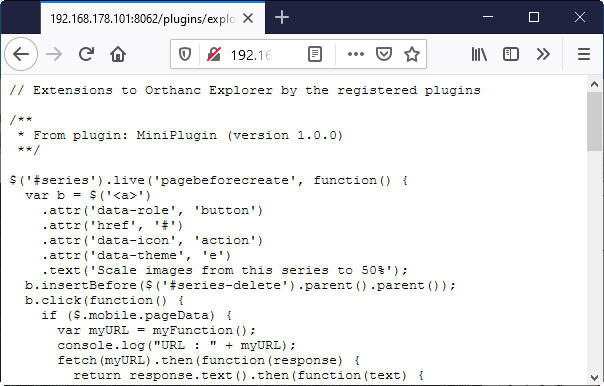 192.168.178.101:8062/plugins/explo
192.16
// Extensions to Orthanc Explorer by the registered plugins
/**
 * From plugin: MiniPlugin (version 1.0.0)
 **/
$('#series').live('pagebeforecreate', function() {
  var b = $('<a>')
    .attr('data-role', 'button')
    .attr('href', '#')
    .attr('data-icon', 'action')
    .attr('data-theme', 'e')
    .text('Scale images from this series to 50%');
  b.insertBefore($('#series-delete').parent().parent());
  b.click(function() {
    if ($.mobile.pageData) {
      var myURL = myFunction();
      console.log("URL : " + myURL);
      fetch(myURL).then(function(response) {
        return response.text().then(function(text) {